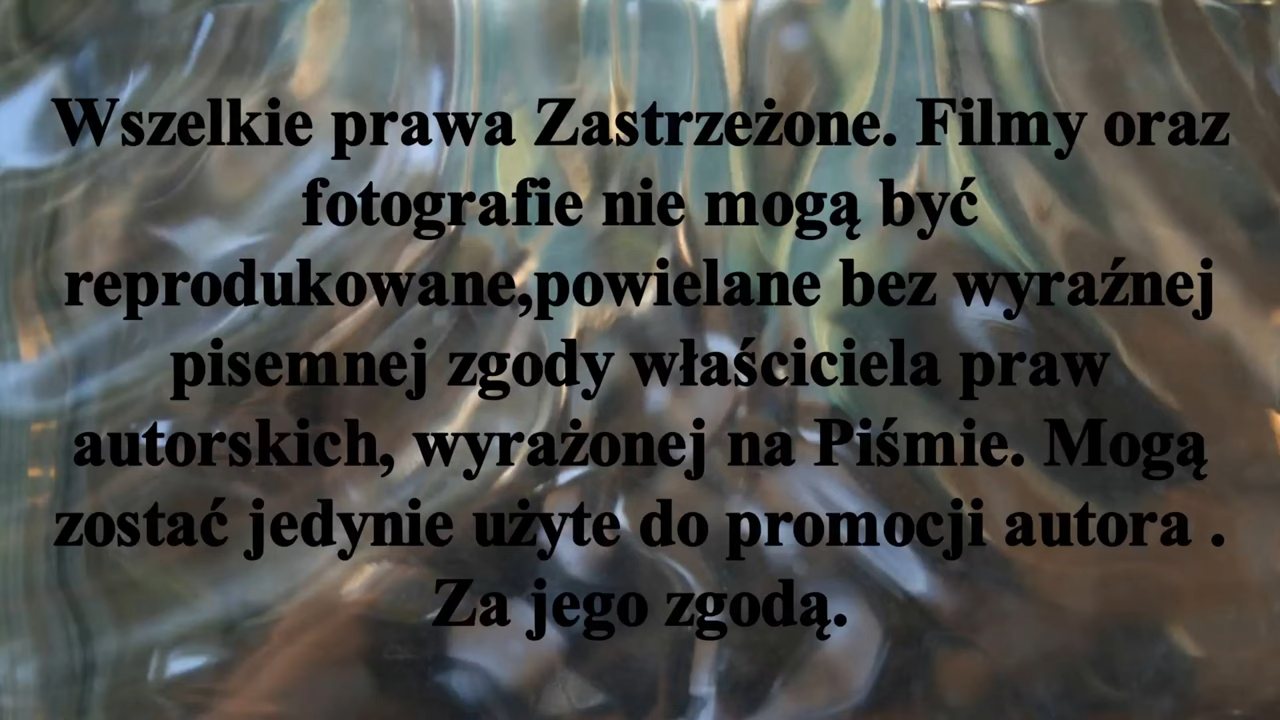 Wszelkie prawa Zastrzeżone. Filmy oraz
fotografie nie mogą być
reprodukowane,powielane bez wyraźnej
pisemnej zgody właściciela praw
autorskich, wyrażonej na Piśmie. Mogą
zostać jedynie użyte do promocji autora .
Za jego zgodą.